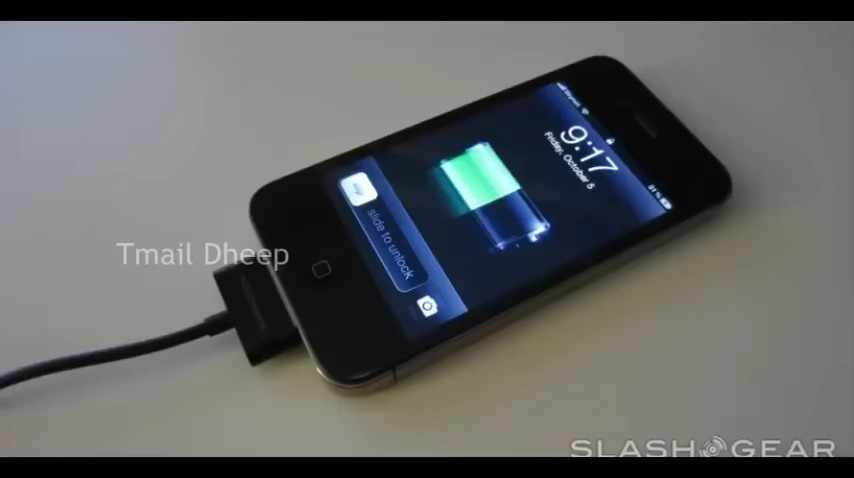 9:17
Friday, October 5
slide to unlock
Tmail Dheep
SLASHGEAR